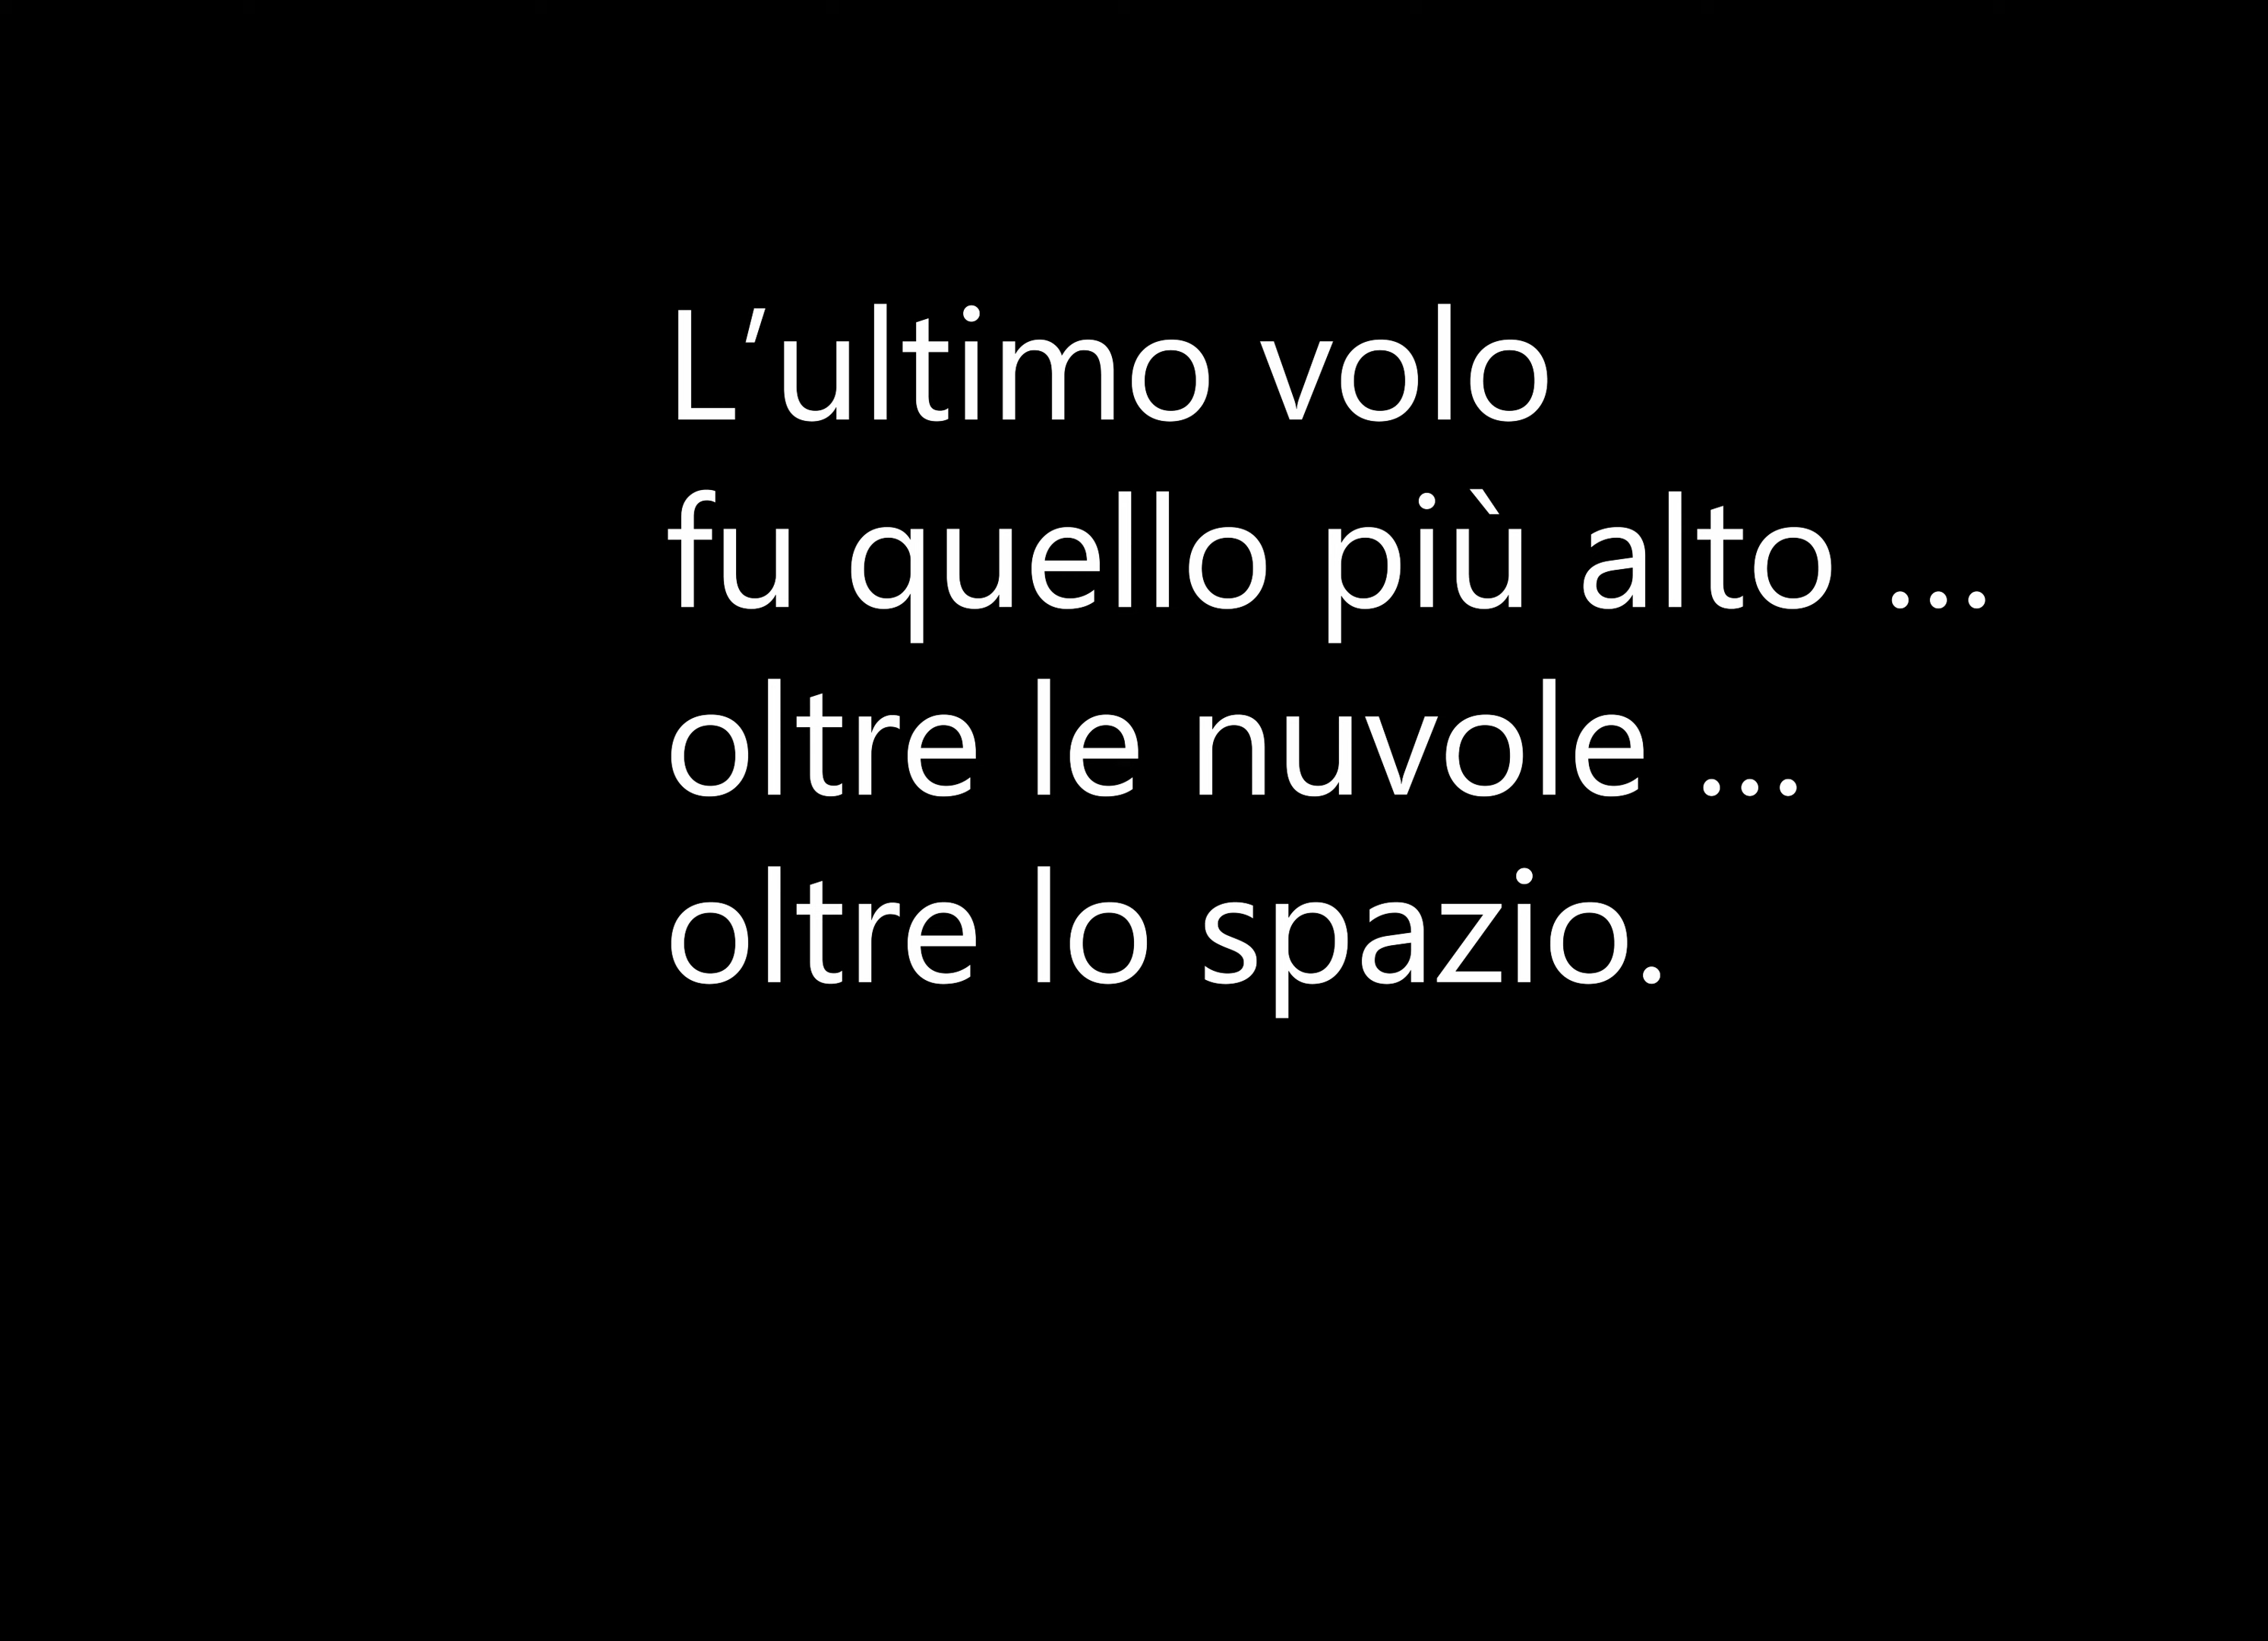 L’ultimo volo
fu quello più alto ...
oltre le nuvole ...
oltre lo spazio.